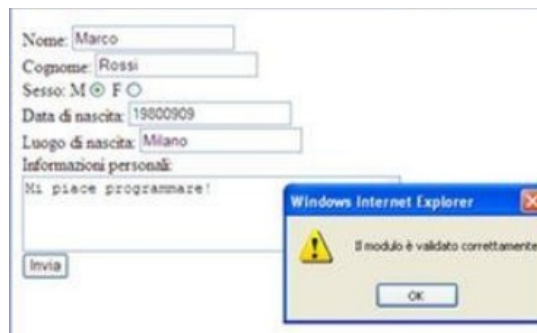 Nome: Marco
Cognome: Rossi
Sesso: M F
Data di nascita: 19800909
Luogo di nascita: Milano
Informazioni personali:
Mi piace programmare!
Invia
Windows Internet Explorer
Il modulo è validato correttamente
OK